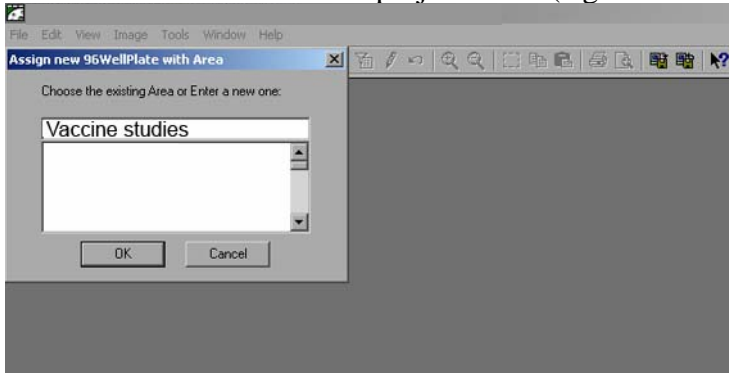 File Edit View Image Tools Window Help
Assign new 96WellPlate with Area
Choose the existing Area or Enter a new one:
Vaccine studies
OK Cancel